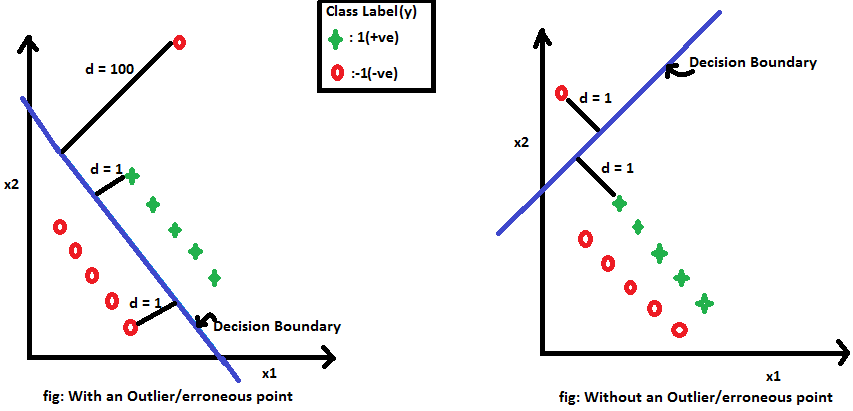 Class Label(y)
: 1(+ve)
:-1(-ve)
d = 100
d = 1
x2
d = 1
Decision Boundary
x1
fig: With an Outlier/erroneous point
Decision Boundary
d = 1
x2
d = 1
x1
fig: Without an Outlier/erroneous point